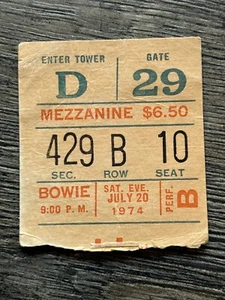 ENTER TOWER GATE
D 29
MEZZANINE $6.50
429 B 10
SEC. ROW SEAT
BOWIE SAT. EVE.
9:00 P. M. JULY 20
1974
PERF. B